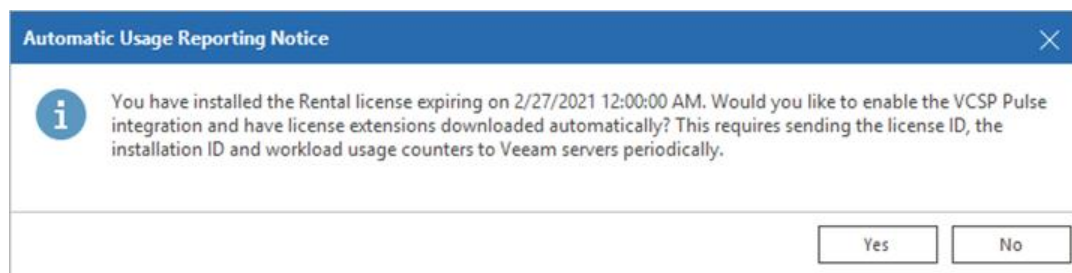 Automatic Usage Reporting Notice
You have installed the Rental license expiring on 2/27/2021 12:00:00 AM. Would you like to enable the VCSP Pulse
integration and have license extensions downloaded automatically? This requires sending the license ID, the
installation ID and workload usage counters to Veeam servers periodically.
Yes No